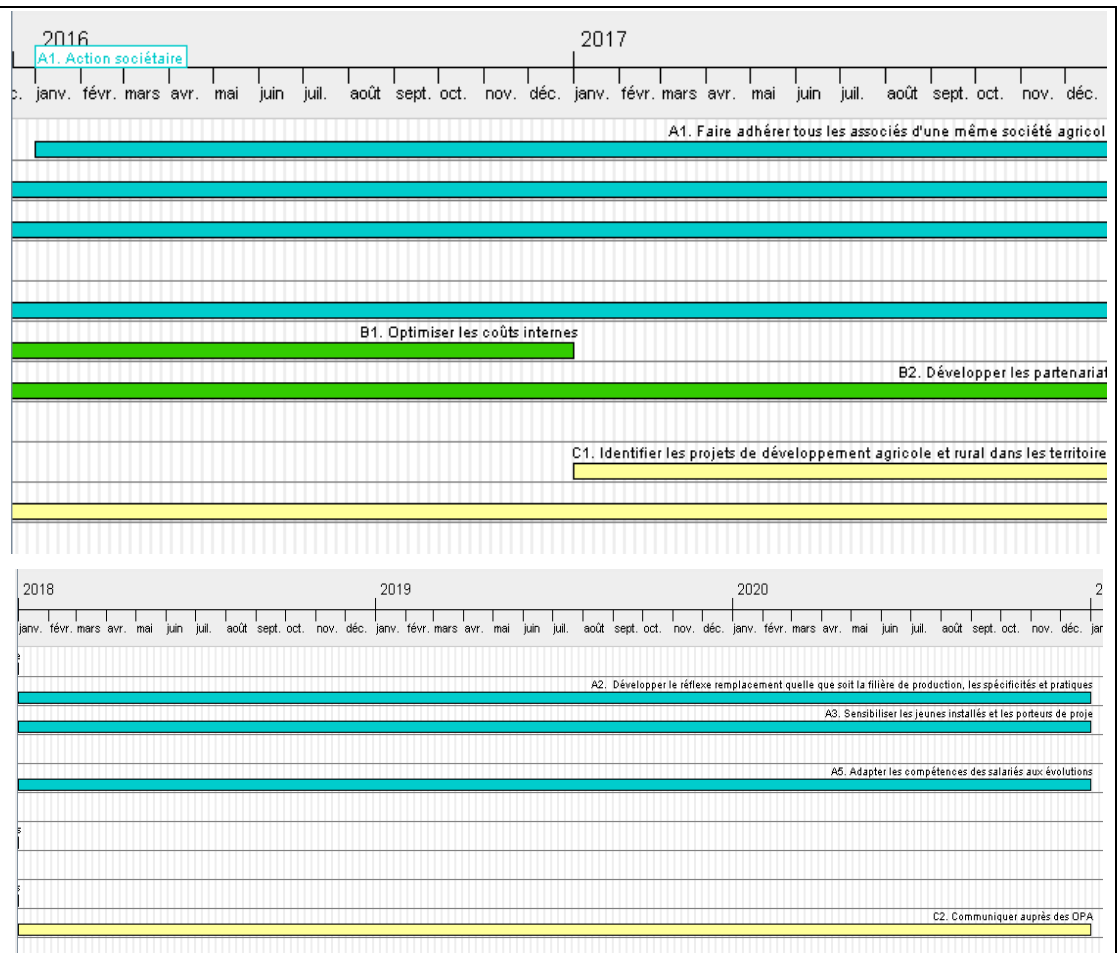 2016 2017
A1. Action sociétaire
c. janv. févr. mars avr. mai juin juil. août sept. oct. nov. déc. janv. févr. mars avr. mai juin juil. août sept. oct. nov. déc.
A1. Faire adhérer tous les associés d'une même société agricol
B1. Optimiser les coûts internes
B2. Développer les partenariat
C1. Identifier les projets de développement agricole et rural dans les territoire
2018 2019 2020 2
janv. févr. mars avr. mai juin juil. août sept. oct. nov. déc. janv. févr. mars avr. mai juin juil. août sept. oct. nov. déc. janv. févr. mars avr. mai juin juil. août sept. oct. nov. déc. jar
e
A2. Développer le réflexe remplacement quelle que soit la filière de production, les spécificités et pratiques
A3. Sensibiliser les jeunes installés et les porteurs de proje
A5. Adapter les compétences des salariés aux évolutions
s
s
C2. Communiquer auprès des OPA